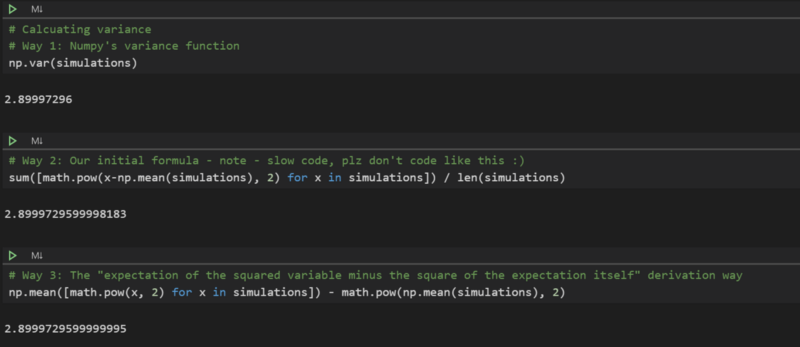 M↓
# Calcuating variance
# Way 1: Numpy's variance function
np.var(simulations)
2.89997296
M↓
# Way 2: Our initial formula - note - slow code, plz don't code like this :)
sum([math.pow(x-np.mean(simulations), 2) for x in simulations]) / len(simulations)
2.8999729599998183
M↓
# Way 3: The "expectation of the squared variable minus the square of the expectation itself" derivation way
np.mean([math.pow(x, 2) for x in simulations]) - math.pow(np.mean(simulations), 2)
2.8999729599999995